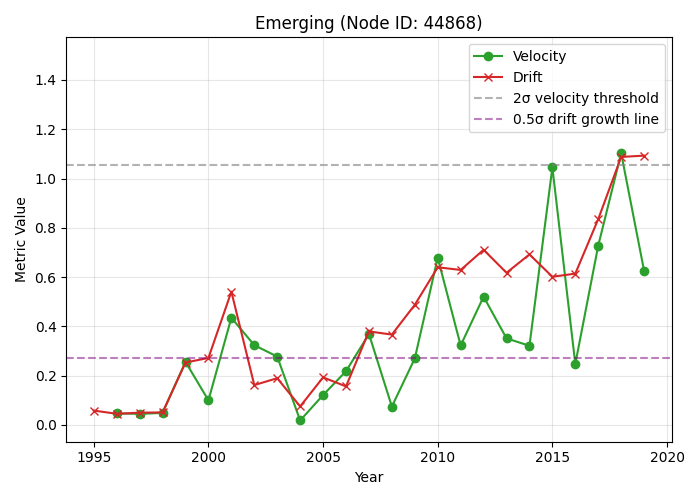 Emerging (Node ID: 44868)
Velocity
Drift
2σ velocity threshold
0.5σ drift growth line
Metric Value
1.4
1.2
1.0
0.8
0.6
0.4
0.2
0.0
1995 2000 2005 2010 2015 2020
Year